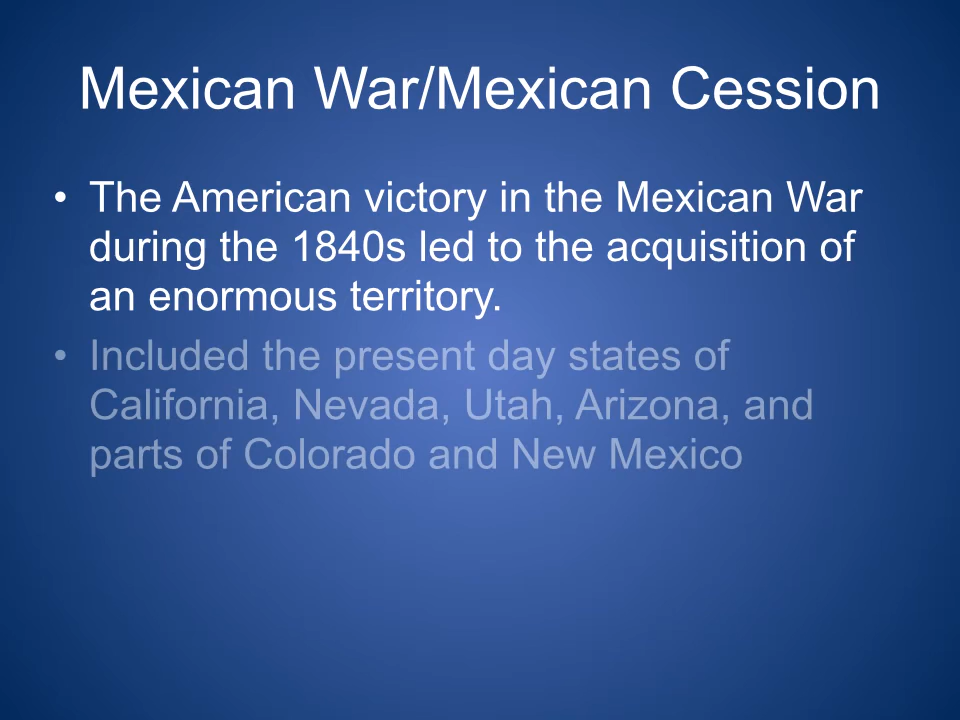 Mexican War/Mexican Cession
• The American victory in the Mexican War
during the 1840s led to the acquisition of
an enormous territory.
• Included the present day states of
California, Nevada, Utah, Arizona, and
parts of Colorado and New Mexico